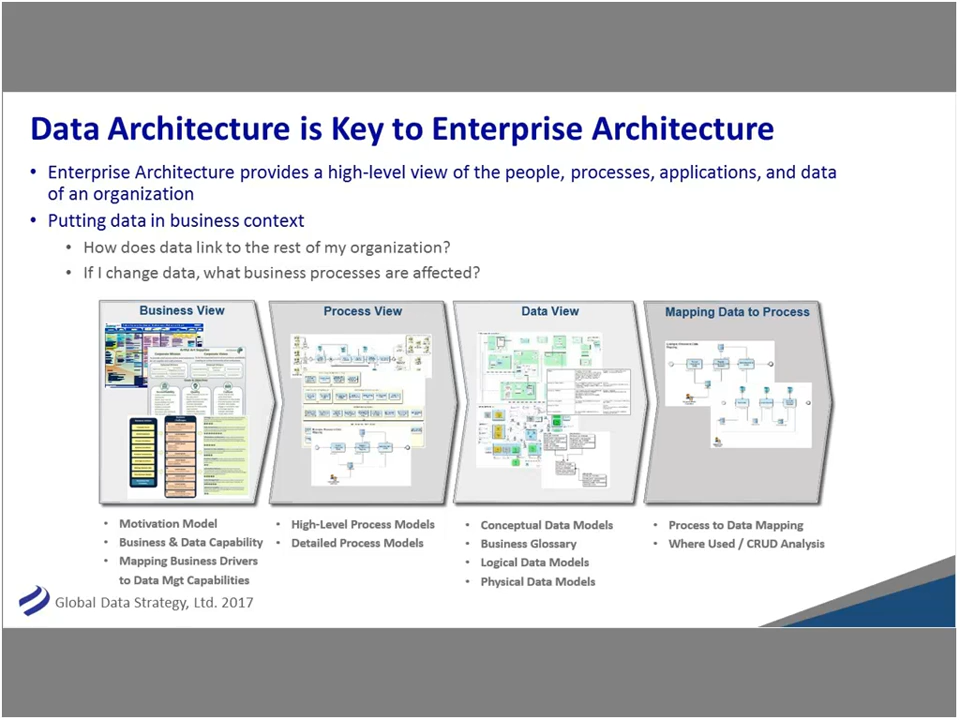 Data Architecture is Key to Enterprise Architecture
• Enterprise Architecture provides a high-level view of the people, processes, applications, and data
of an organization
• Putting data in business context
• How does data link to the rest of my organization?
• If I change data, what business processes are affected?
Business View
Process View
Data View
Mapping Data to Process
• Motivation Model
• Business & Data Capability
• Mapping Business Drivers
to Data Mgt Capabilities
• High-Level Process Models
• Detailed Process Models
• Conceptual Data Models
• Business Glossary
• Logical Data Models
• Physical Data Models
• Process to Data Mapping
• Where Used / CRUD Analysis
Global Data Strategy, Ltd. 2017